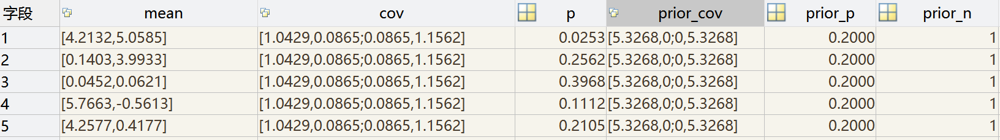 字段 mean cov p prior_cov prior_p prior_n
1 [4.2132,5.0585] [1.0429,0.0865;0.0865,1.1562] 0.0253 [5.3268,0;0,5.3268] 0.2000 1
2 [0.1403,3.9933] [1.0429,0.0865;0.0865,1.1562] 0.2562 [5.3268,0;0,5.3268] 0.2000 1
3 [0.0452,0.0621] [1.0429,0.0865;0.0865,1.1562] 0.3968 [5.3268,0;0,5.3268] 0.2000 1
4 [5.7663,-0.5613] [1.0429,0.0865;0.0865,1.1562] 0.1112 [5.3268,0;0,5.3268] 0.2000 1
5 [4.2577,0.4177] [1.0429,0.0865;0.0865,1.1562] 0.2105 [5.3268,0;0,5.3268] 0.2000 1